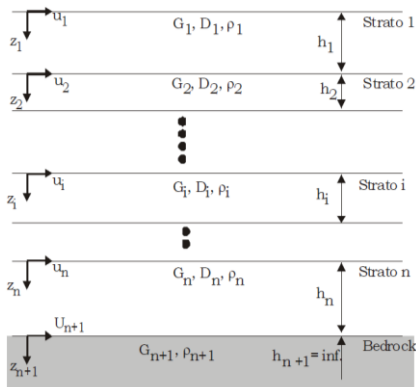 u1 G1, D1, ρ1 Strato 1
z1 h1
u2 G2, D2, ρ2 h2 Strato 2
z2
ui Gi, Di, ρi Strato i
zi hi
un Gn, Dn, ρn Strato n
zn hn
Un+1 Bedrock
zn+1 Gn+1, ρn+1 hn+1=inf.